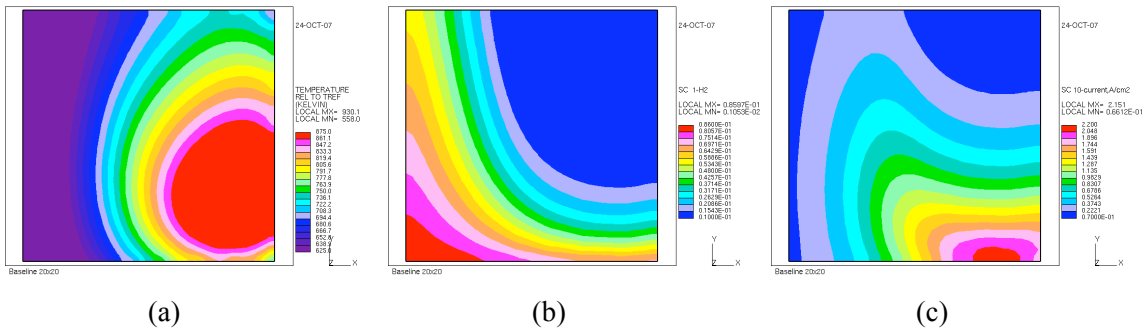 24-OCT-07
TEMPERATURE
REL TO TREF
(KELVIN)
LOCAL MX= 930.1
LOCAL MN= 558.0
875.0
861.1
847.2
833.3
819.4
805.6
791.7
777.8
763.9
750.0
736.1
722.2
708.3
694.4
680.6
666.7
652.8
638.9
625.0
Y
Z X
Baseline 20x20
(a)
24-OCT-07
SC 1-H2
LOCAL MX= 0.8597E-01
LOCAL MN= 0.1053E-02
0.8600E-01
0.8057E-01
0.7514E-01
0.6971E-01
0.6429E-01
0.5886E-01
0.5343E-01
0.4800E-01
0.4257E-01
0.3714E-01
0.3171E-01
0.2629E-01
0.2086E-01
0.1543E-01
0.1000E-01
Y
Z X
Baseline 20x20
(b)
24-OCT-07
SC 10-current,A/cm2
LOCAL MX= 2.151
LOCAL MN= 0.6612E-01
2.200
2.048
1.896
1.744
1.591
1.439
1.287
1.135
0.9829
0.8307
0.6786
0.5264
0.3743
0.2221
0.7000E-01
Y
Z X
Baseline 20x20
(c)